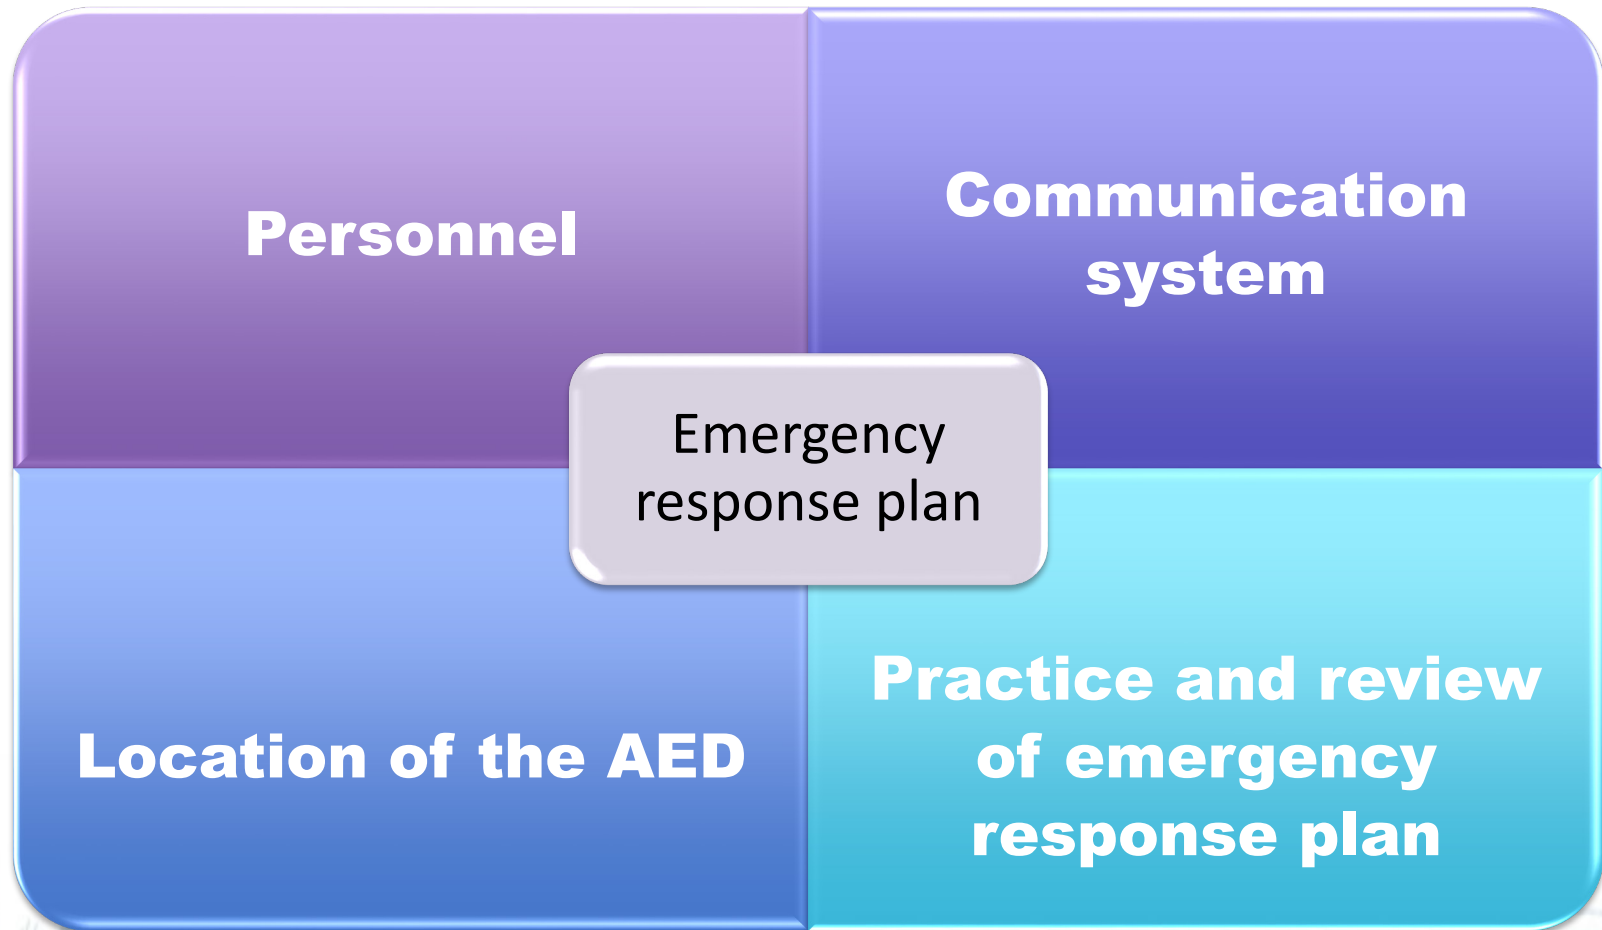 Personnel
Communication
system
Emergency
response plan
Location of the AED
Practice and review
of emergency
response plan